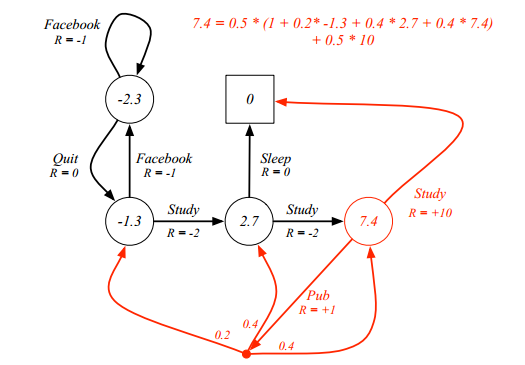 Facebook
R = -1
7.4 = 0.5 * (1 + 0.2* -1.3 + 0.4 * 2.7 + 0.4 * 7.4)
+ 0.5 * 10
-2.3
0
Quit
R = 0
Facebook
R = -1
Sleep
R = 0
Study
R = +10
-1.3
Study
R = -2
2.7
Study
R = -2
7.4
Pub
R = +1
0.2
0.4
0.4